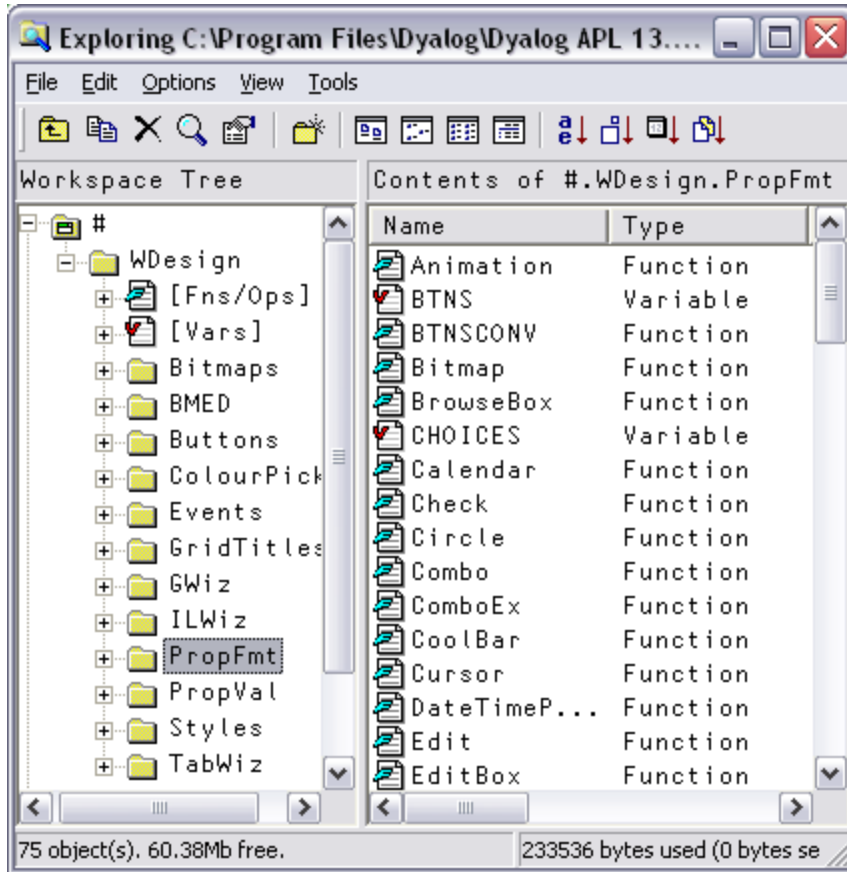 Exploring C:\Program Files\Dyalog\Dyalog APL 13....
File Edit Options View Tools
Workspace Tree
Contents of #.WDesign.PropFmt
#
WDesign
[Fns/Ops]
[Vars]
Bitmaps
BMED
Buttons
ColourPick
Events
GridTitles
GWiz
ILWiz
PropFmt
PropVal
Styles
TabWiz
Name Type
Animation Function
BTNS Variable
BTNSCONV Function
Bitmap Function
BrowseBox Function
CHOICES Variable
Calendar Function
Check Function
Circle Function
Combo Function
ComboEx Function
CoolBar Function
Cursor Function
DateTimeP... Function
Edit Function
EditBox Function
75 object(s). 60.38Mb free.
233536 bytes used (0 bytes se